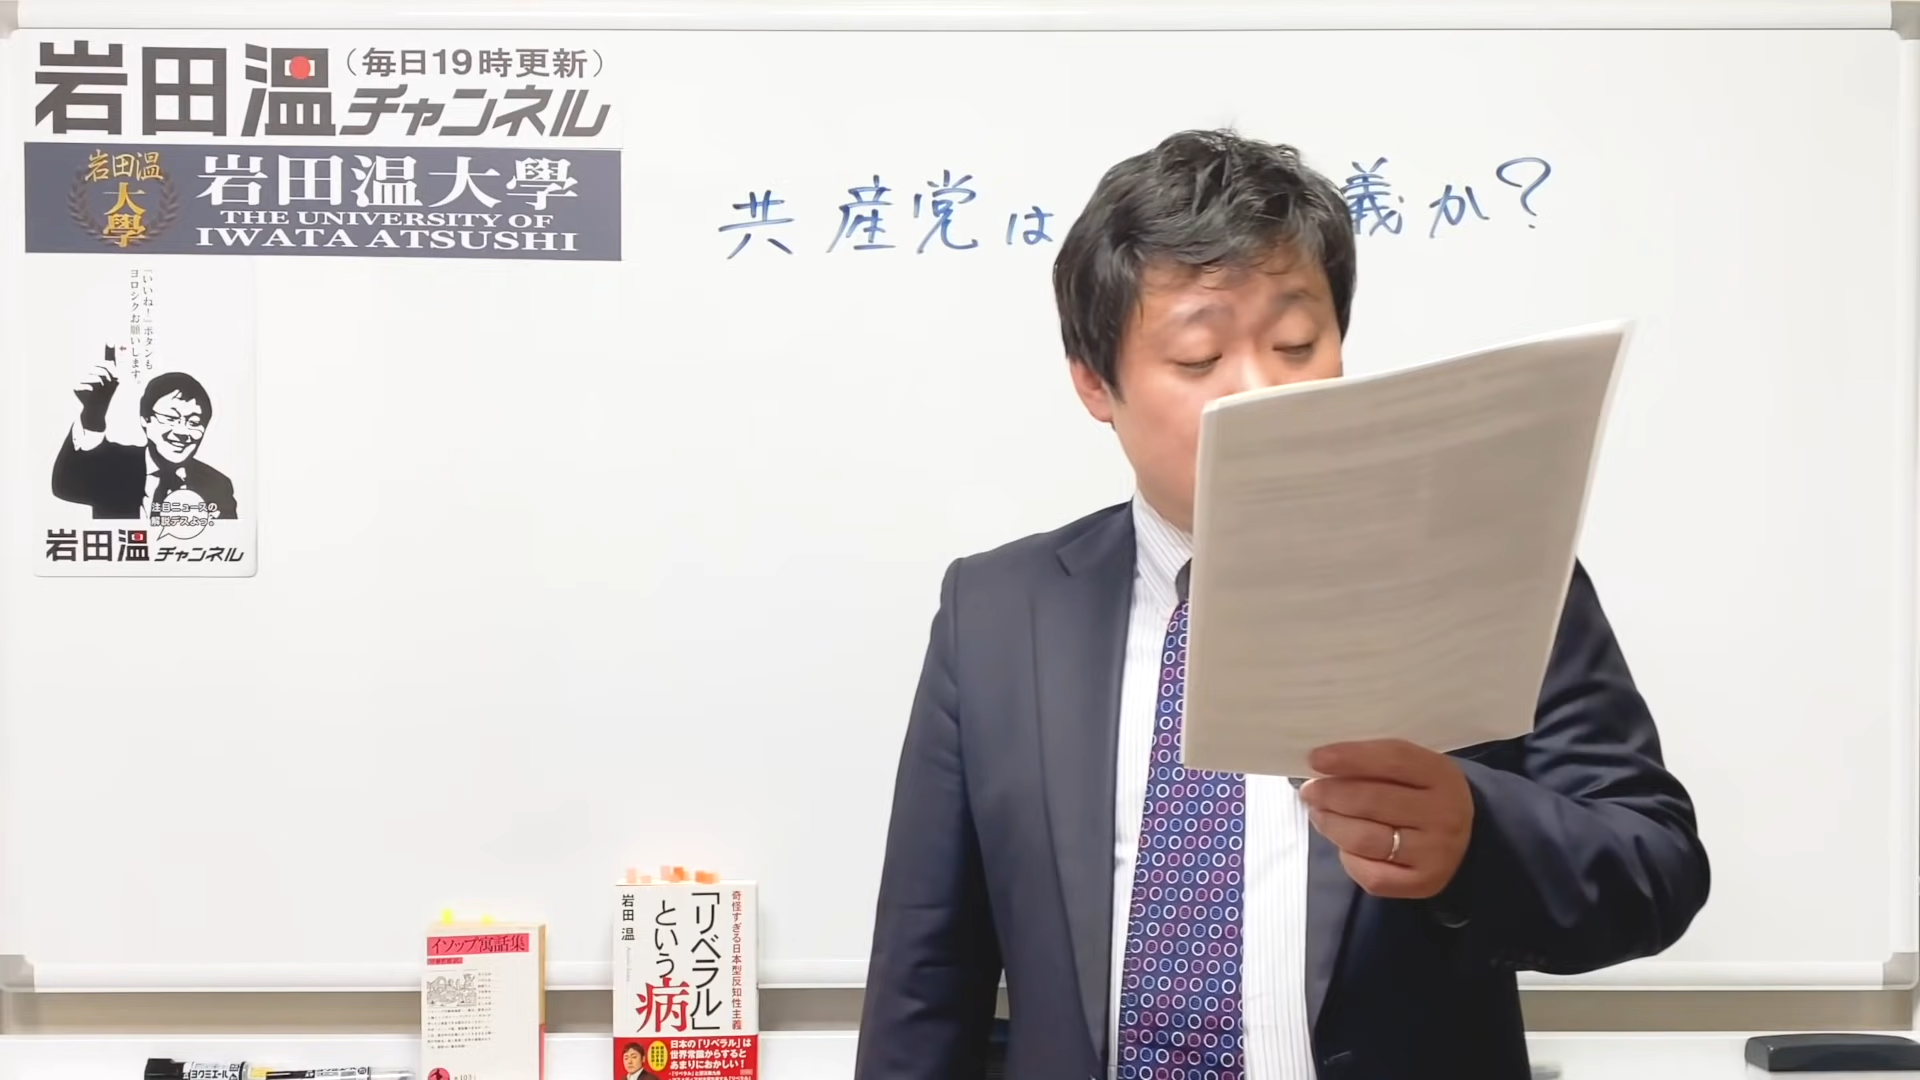 岩田温
(毎日19時更新)
チャンネル
岩田温
大學
岩田温大學
THE UNIVERSITY OF
IWATA ATSUSHI
「いいね!」ボタンも
ヨロシクお願いします。
注目ニュースの
解説デスよっ!
岩田温チャンネル
共産党は
義か?
イソップ寓話集
奇怪すぎる日本型反知性主義
「リベラル」
という病
岩田 温
日本の「リベラル」は
世界常識からすると
あまりにおかしい!